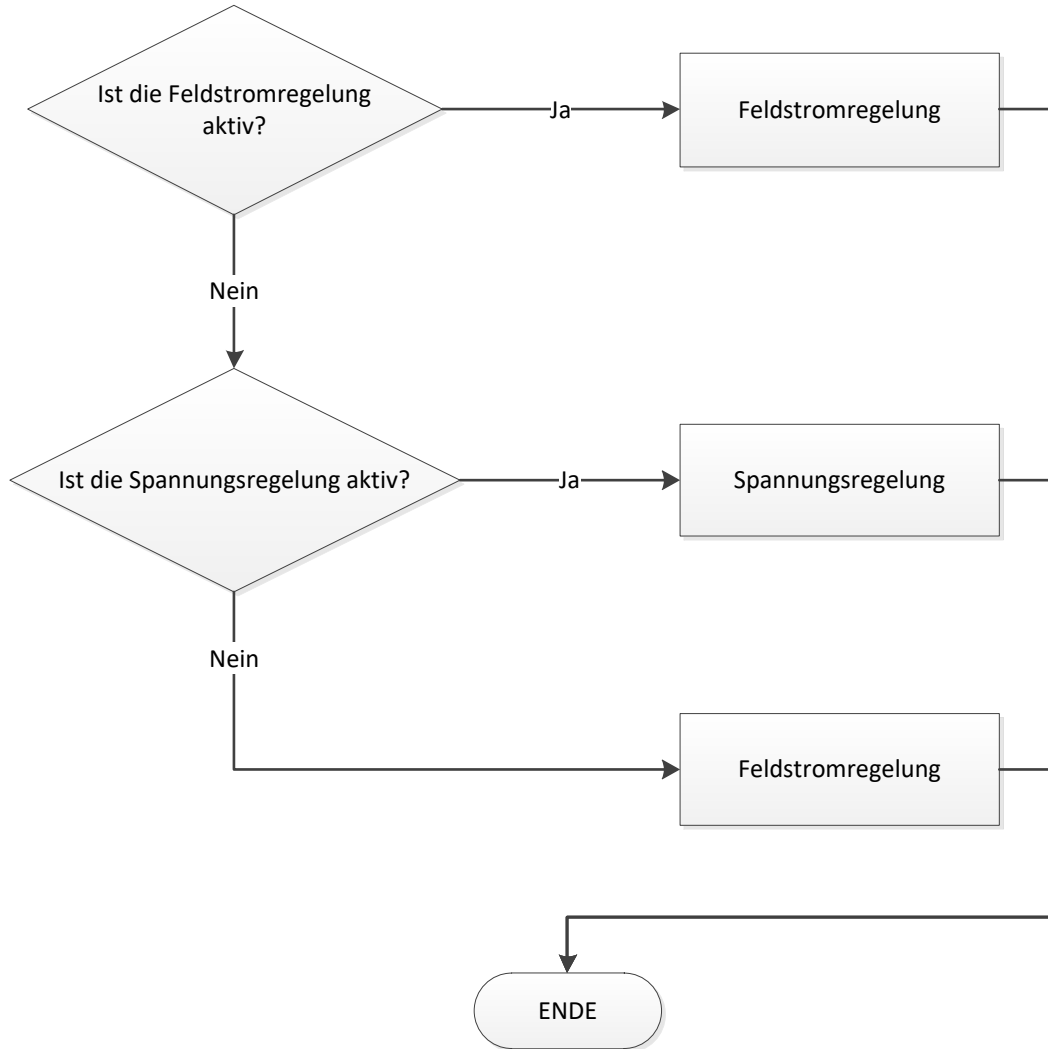 Ist die Feldstromregelung
aktiv?
Ja
Feldstromregelung
Nein
Ist die Spannungsregelung aktiv?
Ja
Spannungsregelung
Nein
Feldstromregelung
ENDE